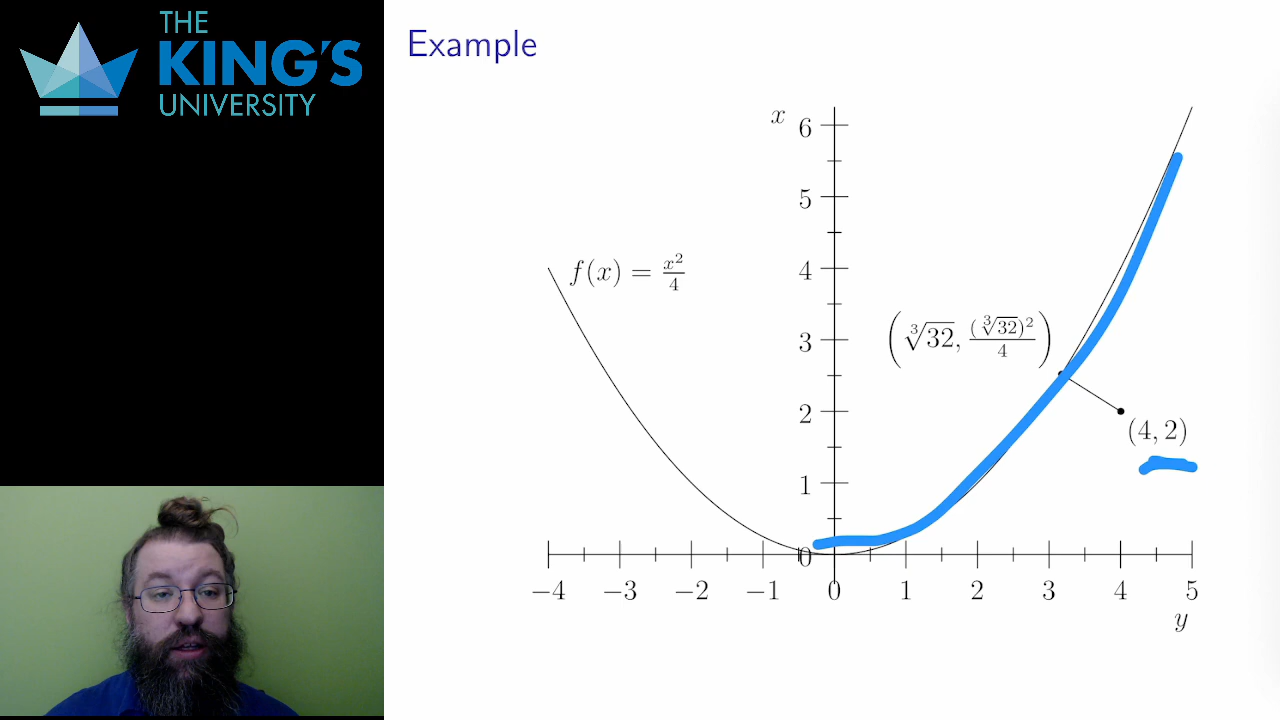 THE
KING'S
UNIVERSITY
Example
x
6
5
4
3
2
1
0
f(x) = x²/4
(∛32, (∛32)²/4)
(4, 2)
−4 −3 −2 −1 0 1 2 3 4 5
y